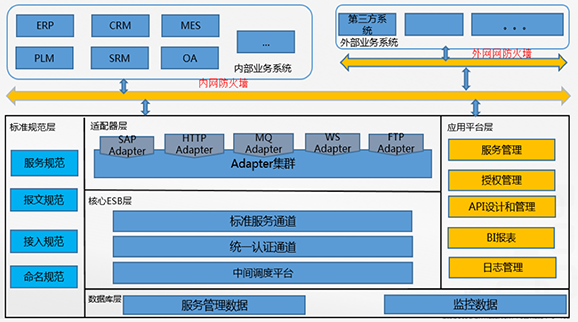 ERP
CRM
MES
PLM
SRM
OA
...
内部业务系统
第三方系统
...
外部业务系统
外网网防火墙
内网防火墙
标准规范层
服务规范
报文规范
接入规范
命名规范
适配器层
SAP
Adapter
HTTP
Adapter
MQ
Adapter
WS
Adapter
FTP
Adapter
Adapter集群
核心ESB层
标准服务通道
统一认证通道
中间调度平台
应用平台层
服务管理
授权管理
API设计和管理
BI报表
日志管理
数据库层
服务管理数据
监控数据